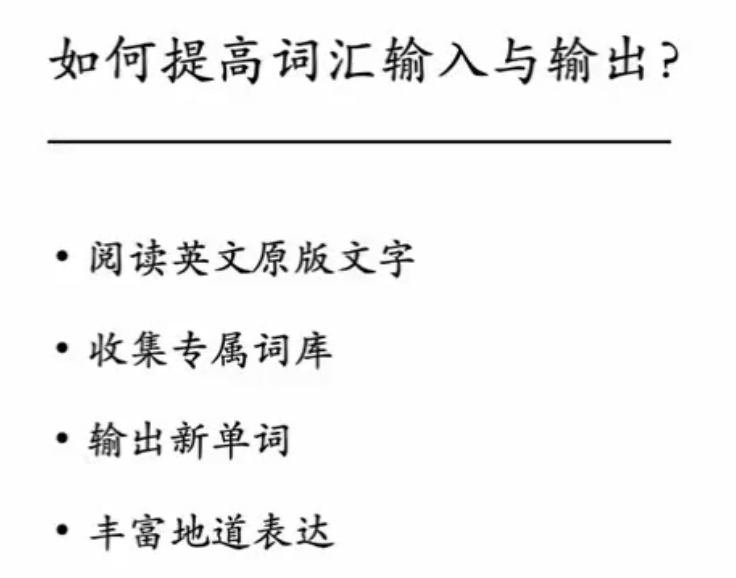 如何提高词汇输入与输出?
• 阅读英文原版文字
• 收集专属词库
• 输出新单词
• 丰富地道表达